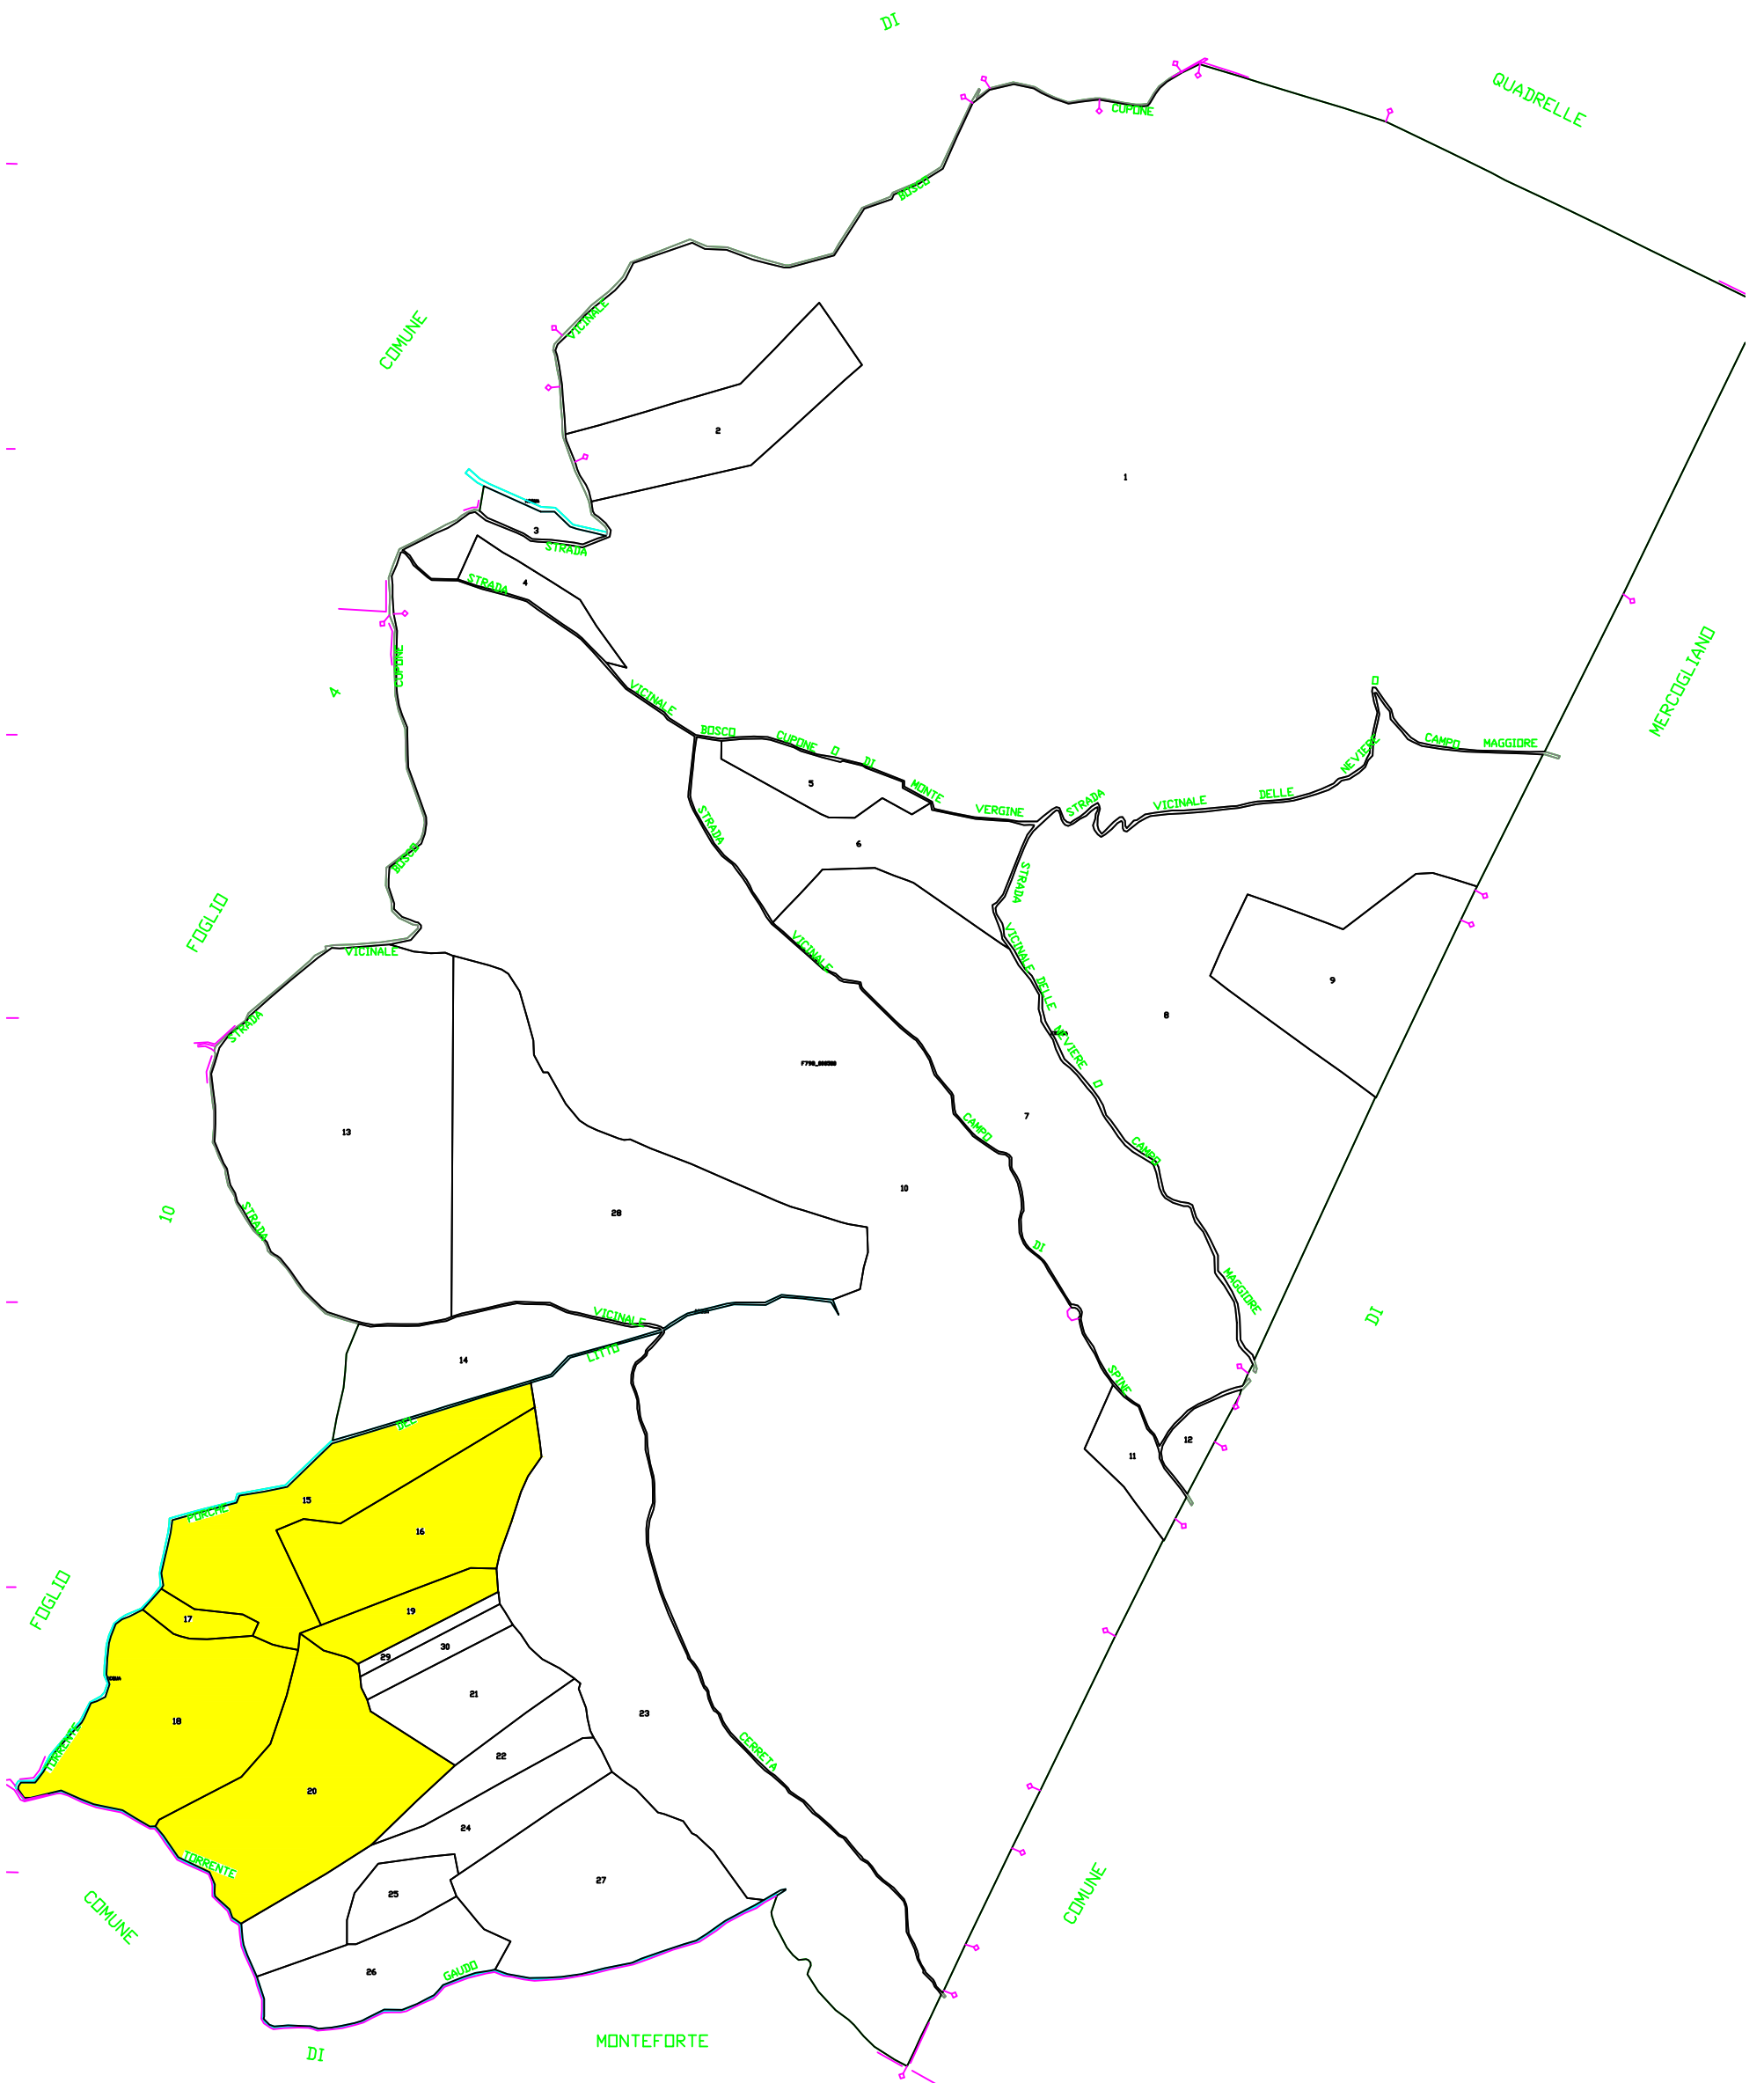 DI
QUADRELLE
CUPONE
BOSCO
VICINALE
COMUNE
2
1
3
STRADA
4
STRADA
CUPONE
4
VICINALE
MERCOGLIANO
O
BOSCO
CUPONE O DI
MONTE
VERGINE
STRADA
VICINALE
DELLE
NEVIERE
CAMPO
MAGGIORE
5
STRADA
BOSCO
6
STRADA
FOGLIO
VICINALE
VICINALE
VICINALE
DELLE
NEVIERE
O
9
8
STRADA
7
CAMPO
CAMPO
13
10
10
STRADA
28
DI
MAGGIORE
DI
VICINALE
LITTO
14
SPINE
DEL
12
11
15
PORCHE
16
FOGLIO
17
19
30
29
21
18
23
TORRENTE
22
CERRETA
20
24
TORRENTE
27
25
COMUNE
COMUNE
26
GAUDO
MONTEFORTE
DI